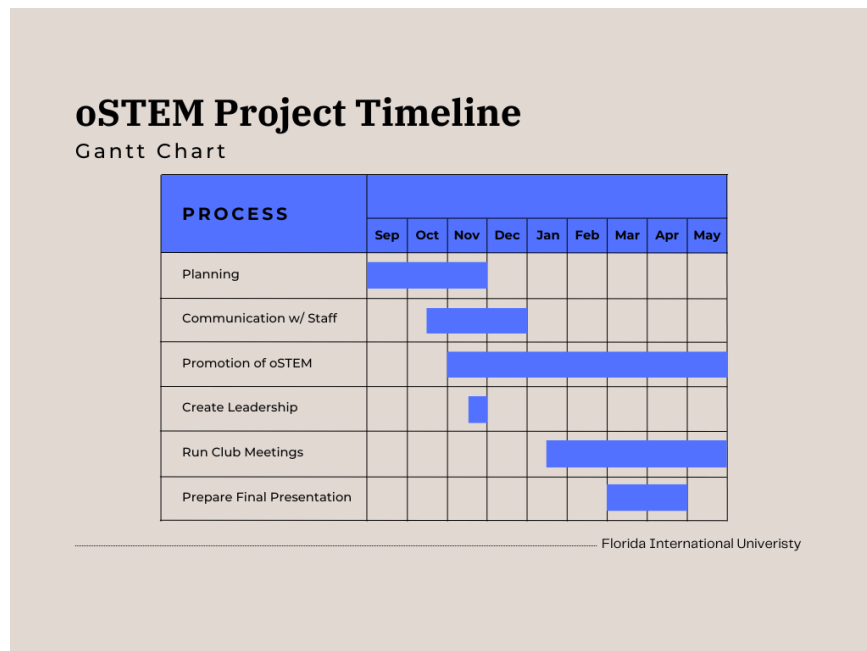 oSTEM Project Timeline
Gantt Chart
PROCESS
Sep Oct Nov Dec Jan Feb Mar Apr May
Planning
Communication w/ Staff
Promotion of oSTEM
Create Leadership
Run Club Meetings
Prepare Final Presentation
Florida International Univeristy